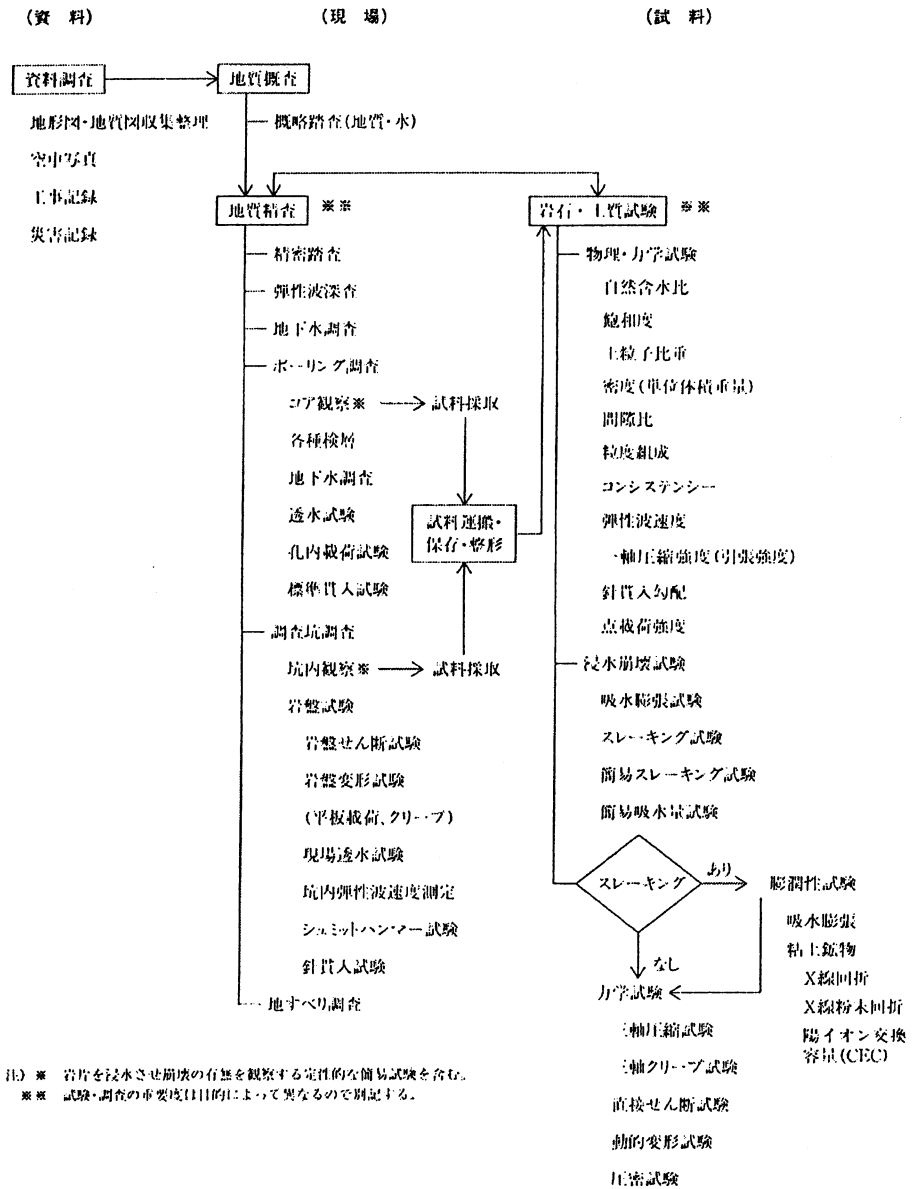 (資 料)
(現 場)
(試 料)
資料調査
地形図・地質図収集整理
空中写真
工事記録
災害記録
地質概査
概略踏査(地質・水)
地質精査 ※※
精密踏査
弾性波深査
地下水調査
ボーリング調査
コア観察※
試料採取
各種検層
地下水調査
透水試験
孔内載荷試験
標準貫入試験
試料運搬・
保存・整形
調査坑調査
坑内観察※
試料採取
岩盤試験
岩盤せん断試験
岩盤変形試験
(平板載荷、クリープ)
現場透水試験
坑内弾性波速度測定
シュミットハンマー試験
針貫入試験
地すべり調査
岩石・土質試験 ※※
物理・力学試験
自然含水比
飽和度
土粒子比重
密度(単位体積重量)
間隙比
粒度組成
コンシステンシー
弾性波速度
一軸圧縮強度(引張強度)
針貫入勾配
点載荷強度
浸水崩壊試験
吸水膨張試験
スレーキング試験
簡易スレーキング試験
簡易吸水量試験
スレーキング
あり
膨潤性試験
吸水膨張
粘土鉱物
X線回折
X線粉末回折
陽イオン交換
容量(CEC)
なし
力学試験
三軸圧縮試験
三軸クリープ試験
直接せん断試験
動的変形試験
圧密試験
注) ※ 岩片を浸水させ崩壊の有無を観察する定性的な簡易試験を含む。
※※ 試験・調査の重要度は目的によって異なるので別記する。